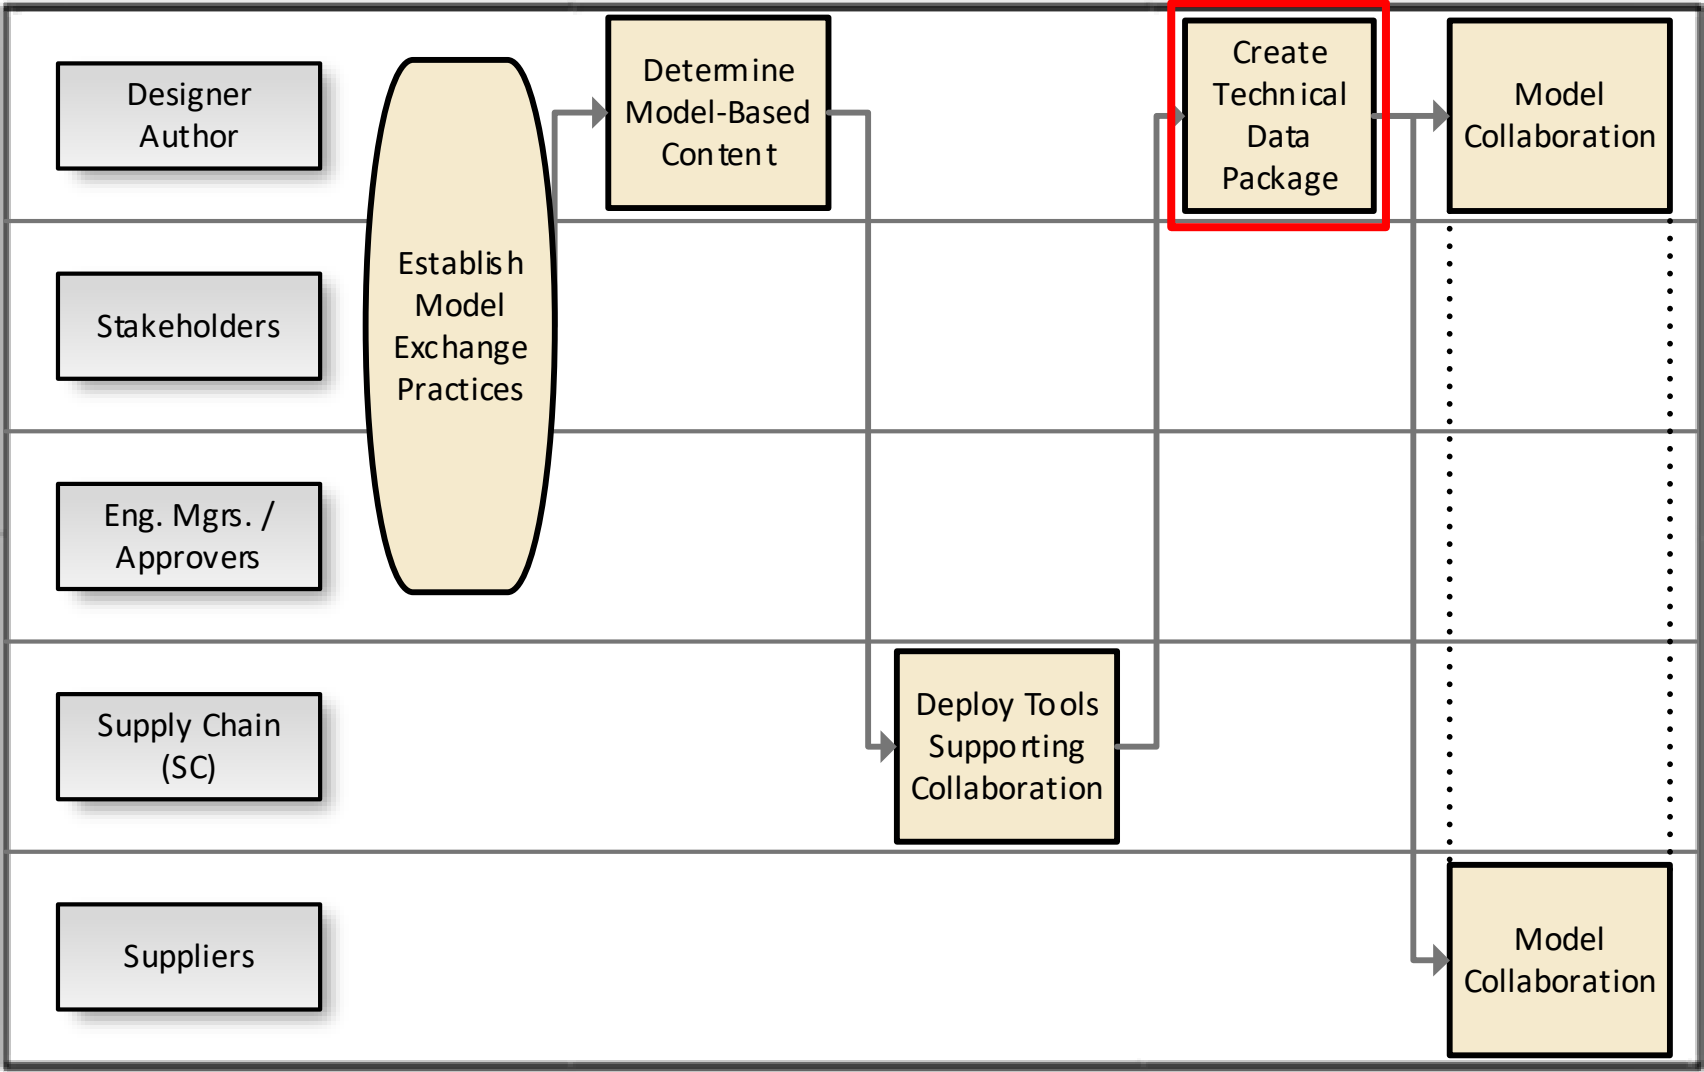 Designer
Author
Stakeholders
Eng. Mgrs. /
Approvers
Supply Chain
(SC)
Suppliers
Establish
Model
Exchange
Practices
Determine
Model-Based
Content
Deploy Tools
Supporting
Collaboration
Create
Technical
Data
Package
Model
Collaboration
Model
Collaboration